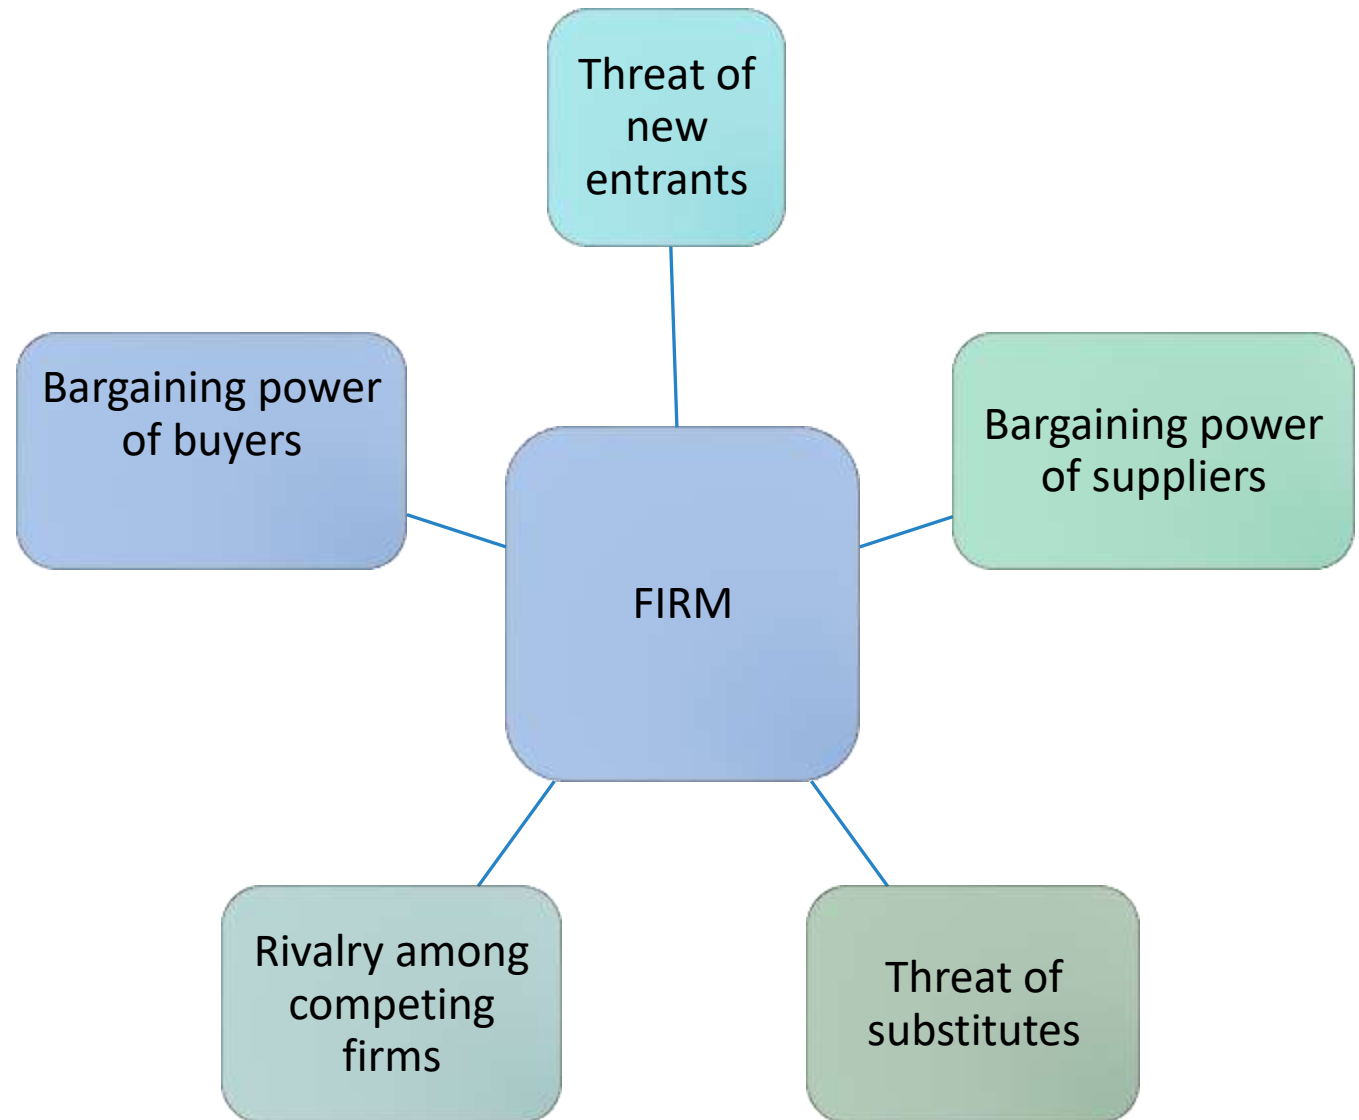 Threat of
new
entrants
Bargaining power
of buyers
Bargaining power
of suppliers
FIRM
Rivalry among
competing
firms
Threat of
substitutes